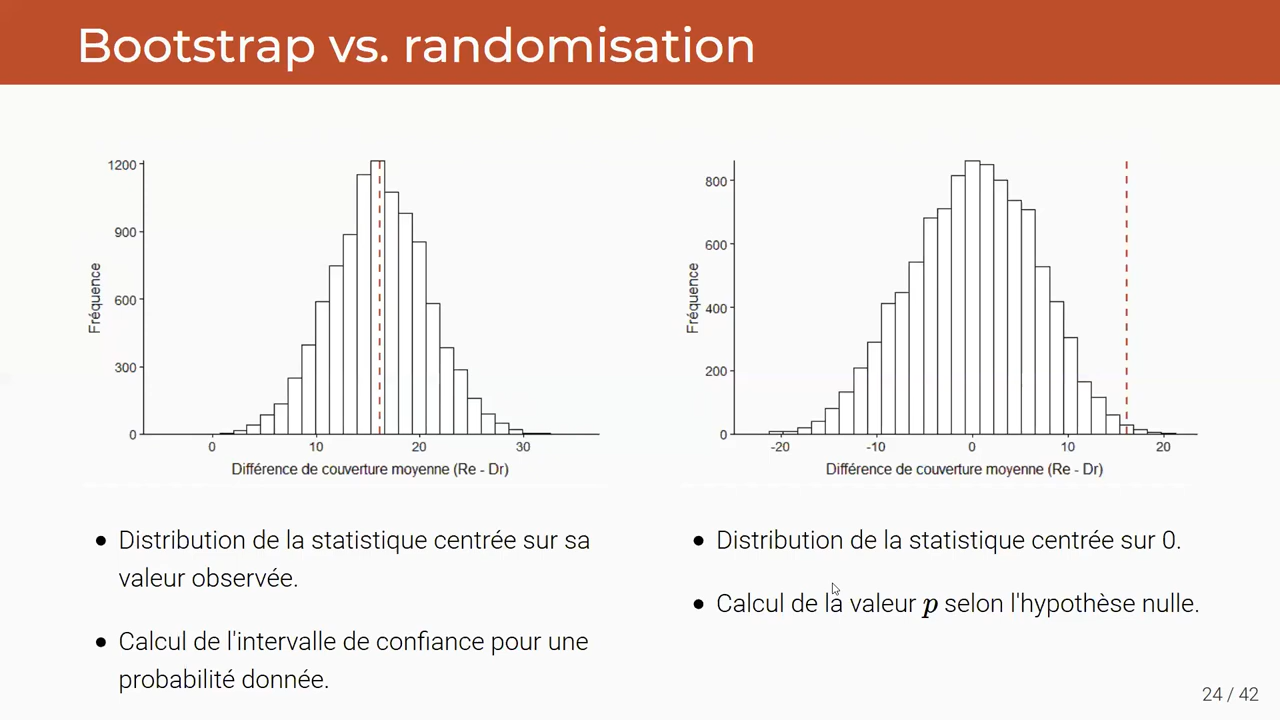 Bootstrap vs. randomisation
1200
900
600
300
0
Fréquence
0 10 20 30
Différence de couverture moyenne (Re - Dr)
800
600
400
200
0
Fréquence
-20 -10 0 10 20
Différence de couverture moyenne (Re - Dr)
• Distribution de la statistique centrée sur sa
valeur observée.
• Calcul de l'intervalle de confiance pour une
probabilité donnée.
• Distribution de la statistique centrée sur 0.
• Calcul de la valeur p selon l'hypothèse nulle.
24 / 42